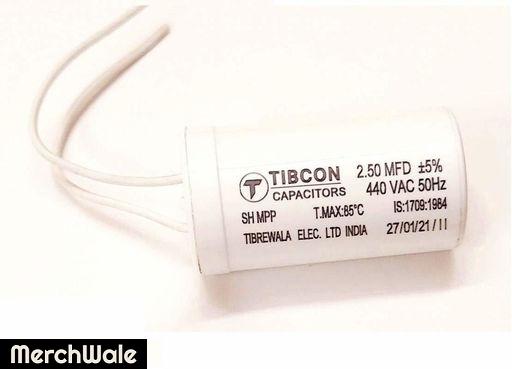 TIBCON 2.50 MFD ±5%
CAPACITORS 440 VAC 50Hz
SH MPP T.MAX:85°C IS:1709:1984
TIBREWALA ELEC. LTD INDIA 27/01/21/II
MerchWale